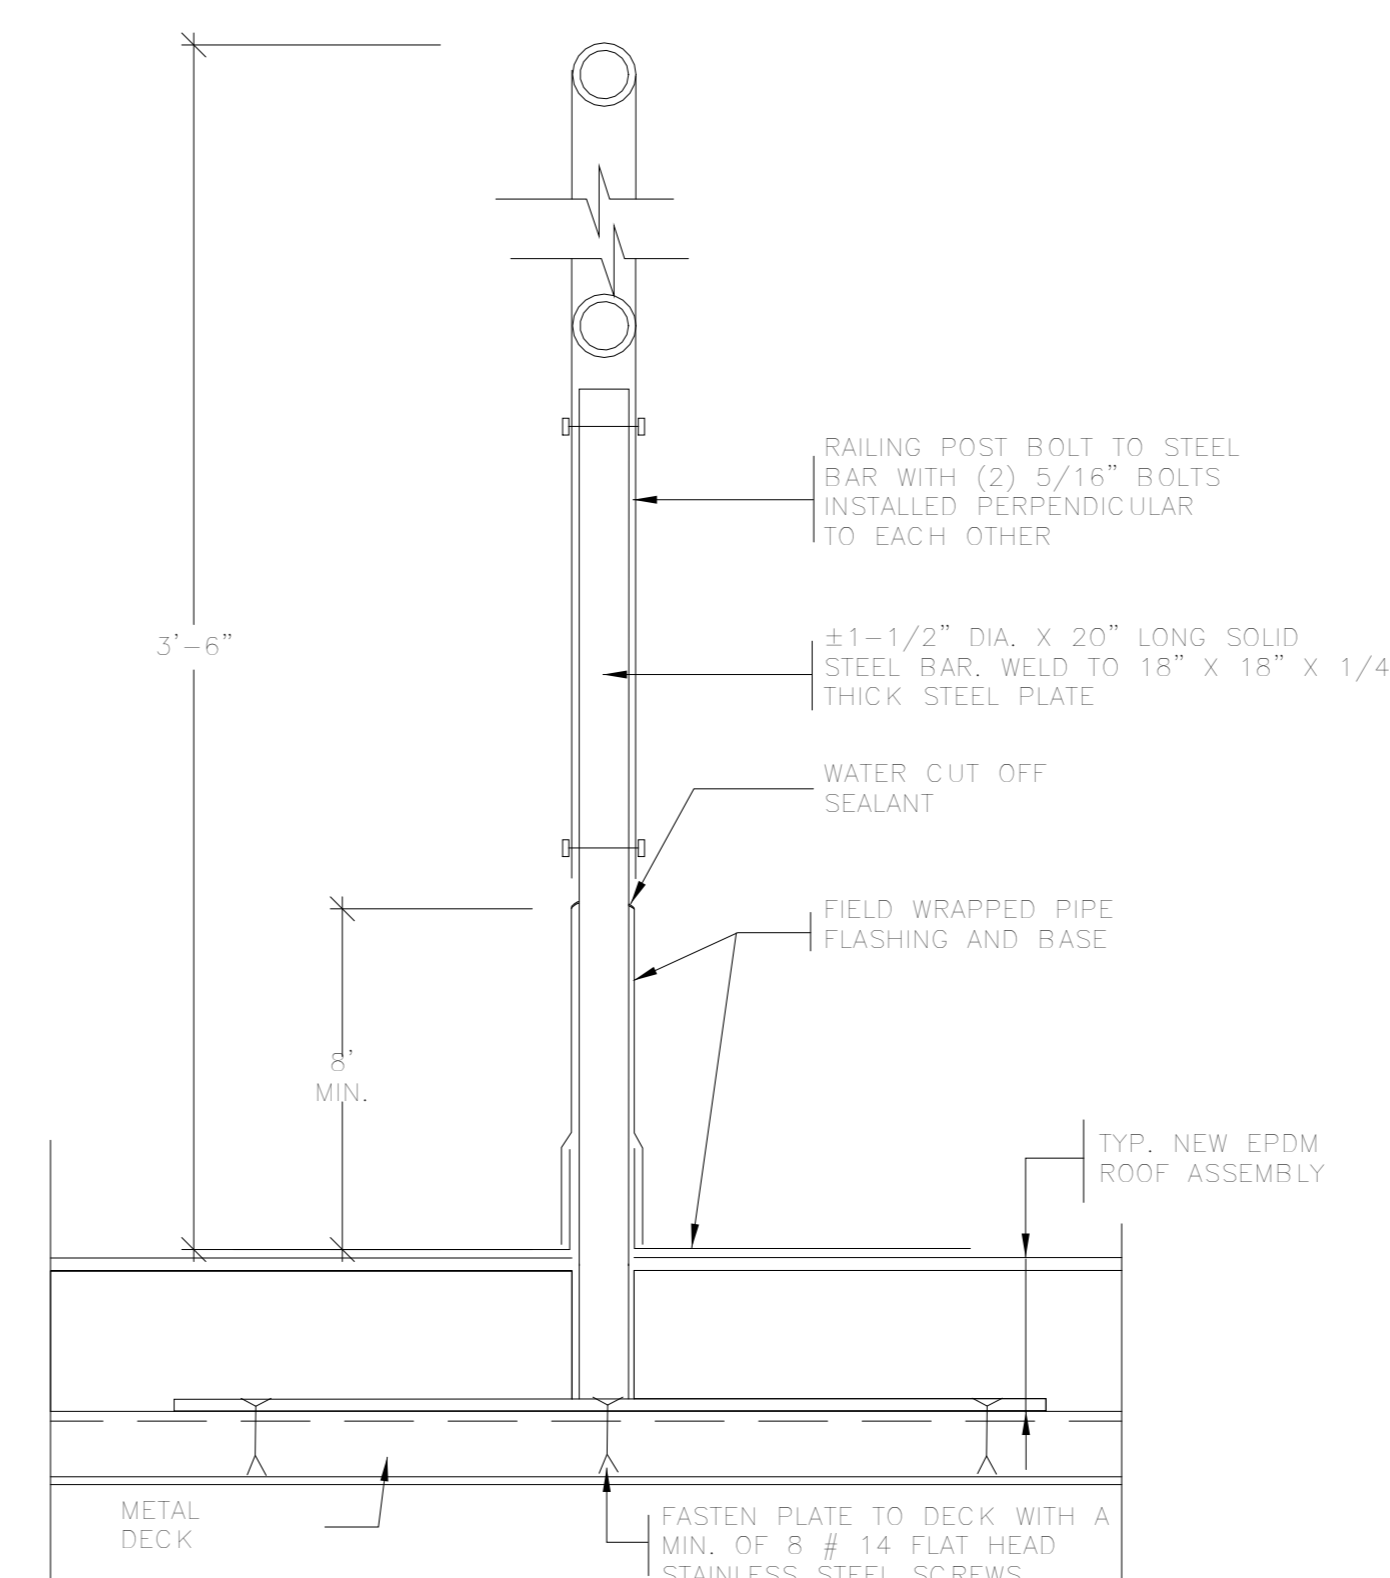 RAILING POST BOLT TO STEEL
BAR WITH (2) 5/16" BOLTS
INSTALLED PERPENDICULAR
TO EACH OTHER
3'-6"
±1-1/2" DIA. X 20" LONG SOLID
STEEL BAR. WELD TO 18" X 18" X 1/4
THICK STEEL PLATE
WATER CUT OFF
SEALANT
FIELD WRAPPED PIPE
FLASHING AND BASE
8'
MIN.
TYP. NEW EPDM
ROOF ASSEMBLY
METAL
DECK
FASTEN PLATE TO DECK WITH A
MIN. OF 8 # 14 FLAT HEAD
STAINLESS STEEL SCREWS